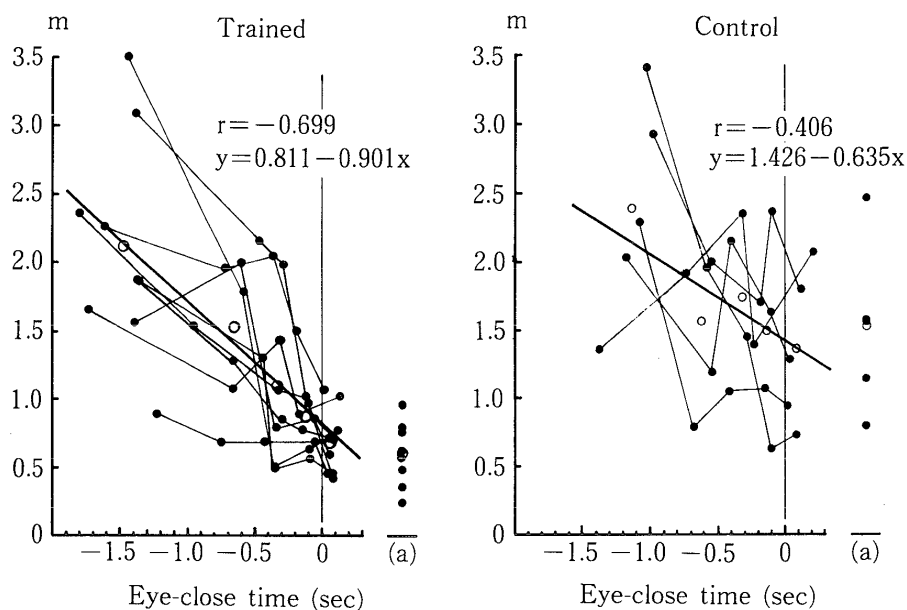 m
Trained
3.5
3.0
2.5
2.0
1.5
1.0
0.5
0
r=−0.699
y=0.811−0.901x
−1.5
−1.0
−0.5
0
(a)
Eye-close time (sec)
m
Control
3.5
3.0
2.5
2.0
1.5
1.0
0.5
0
r=−0.406
y=1.426−0.635x
−1.5
−1.0
−0.5
0
(a)
Eye-close time (sec)